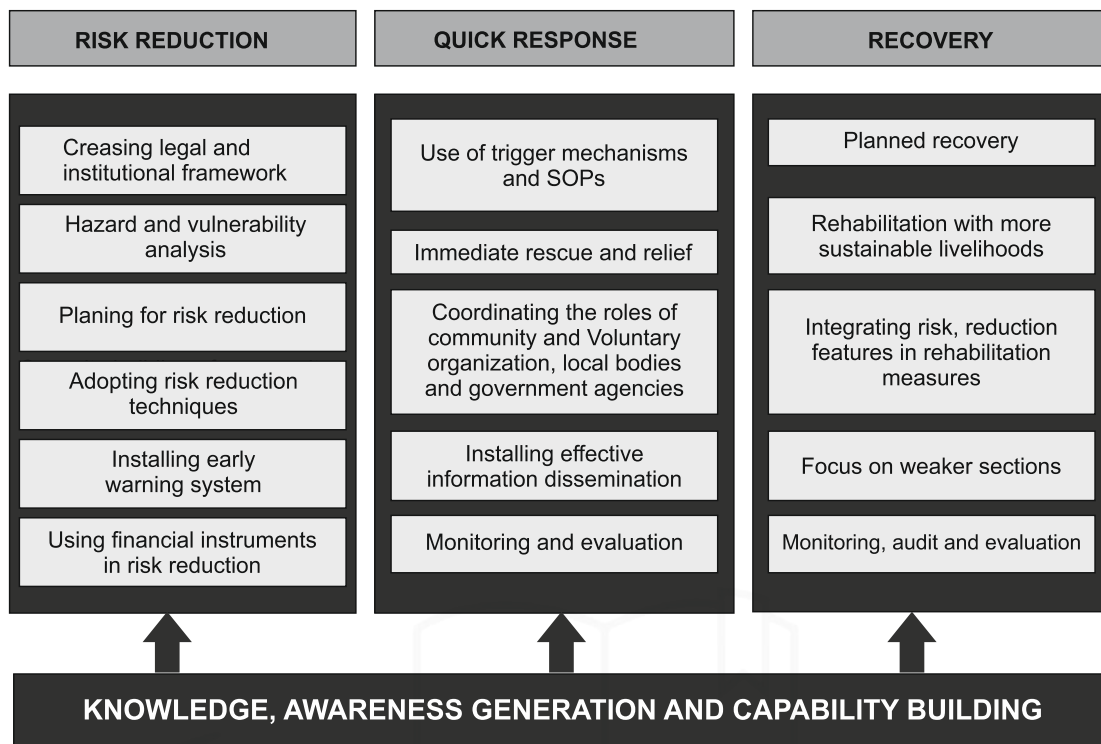 RISK REDUCTION
Creasing legal and
institutional framework
Hazard and vulnerability
analysis
Planing for risk reduction
Adopting risk reduction
techniques
Installing early
warning system
Using financial instruments
in risk reduction
QUICK RESPONSE
Use of trigger mechanisms
and SOPs
Immediate rescue and relief
Coordinating the roles of
community and Voluntary
organization, local bodies
and government agencies
Installing effective
information dissemination
Monitoring and evaluation
RECOVERY
Planned recovery
Rehabilitation with more
sustainable livelihoods
Integrating risk, reduction
features in rehabilitation
measures
Focus on weaker sections
Monitoring, audit and evaluation
KNOWLEDGE, AWARENESS GENERATION AND CAPABILITY BUILDING